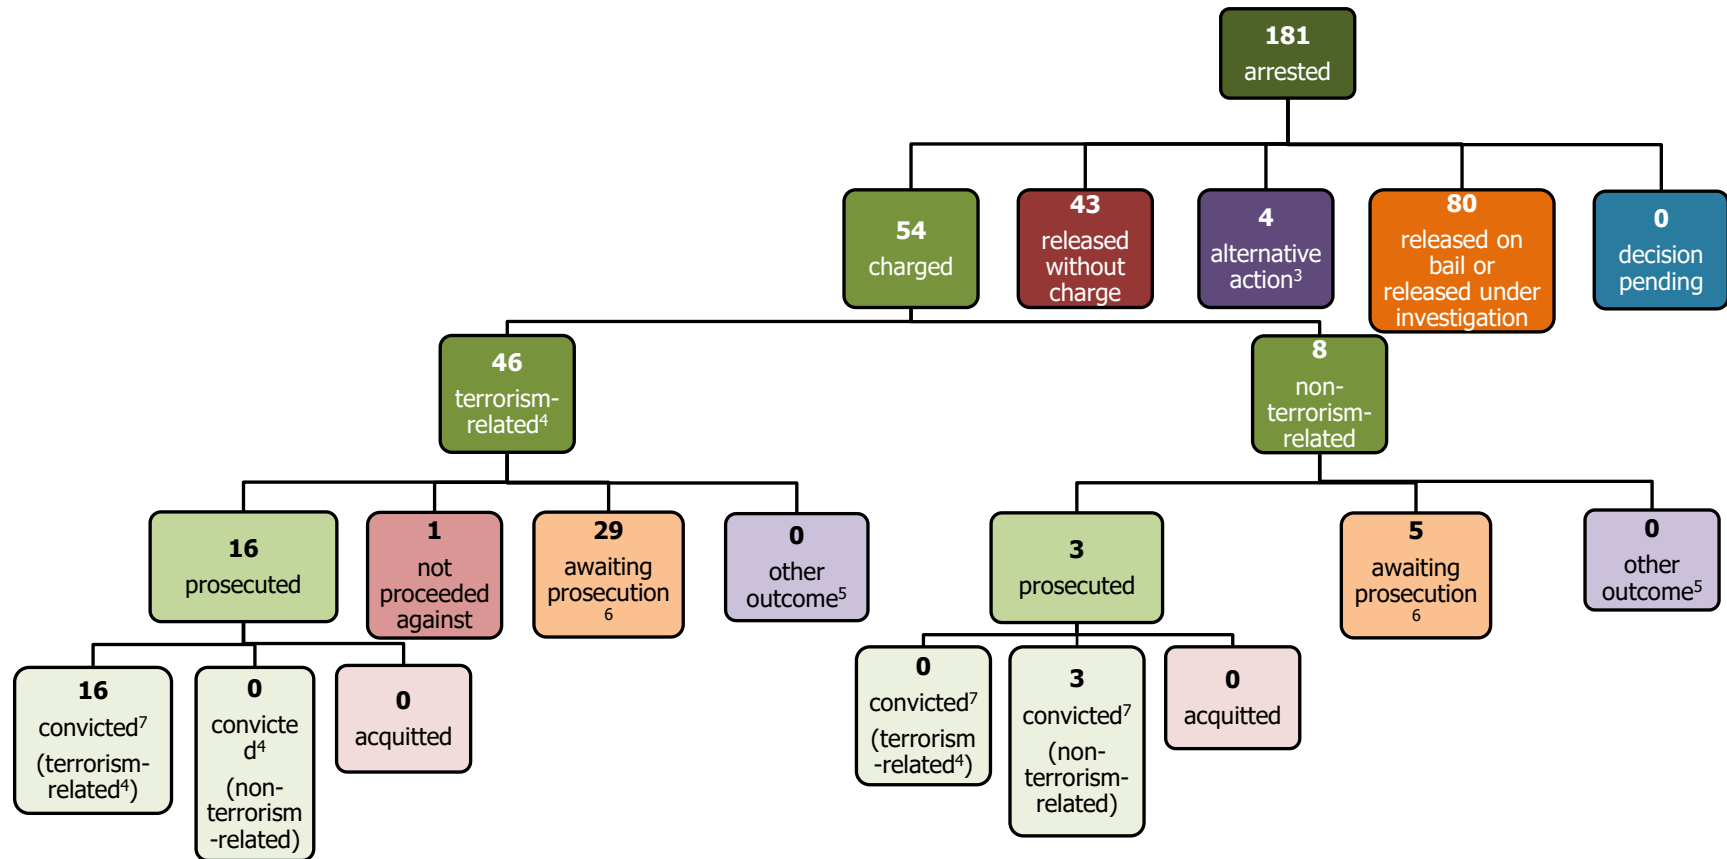 181
arrested
54
charged
43
released
without
charge
4
alternative
action³
80
released on
bail or
released under
investigation
0
decision
pending
46
terrorism-
related⁴
8
non-
terrorism-
related
16
prosecuted
1
not
proceeded
against
29
awaiting
prosecution
6
0
other
outcome⁵
3
prosecuted
5
awaiting
prosecution
6
0
other
outcome⁵
16
convicted⁷
(terrorism-
related⁴)
0
convicte
d⁴
(non-
terrorism
-related)
0
acquitted
0
convicted⁷
(terrorism
-related⁴)
3
convicted⁷
(non-
terrorism-
related)
0
acquitted